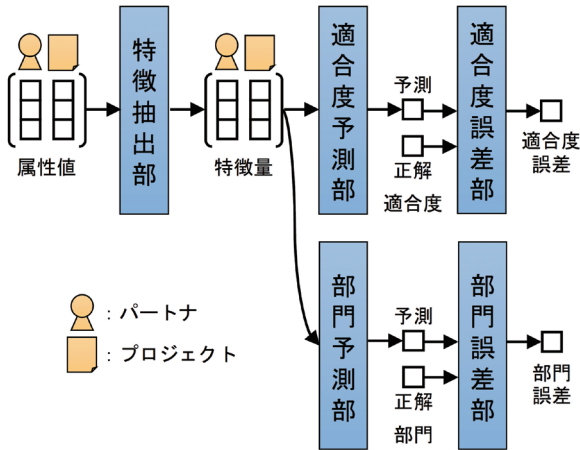 属性値
特徴抽出部
特徴量
適合度予測部
予測
正解
適合度
適合度誤差部
適合度
誤差
部門予測部
予測
正解
部門
部門誤差部
部門
誤差
：パートナ
：プロジェクト